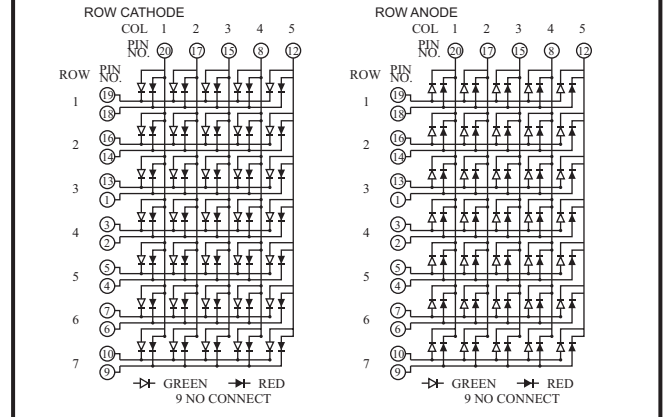 ROW CATHODE
COL 1 2 3 4 5
PIN NO. 20 17 15 8 12
ROW PIN NO.
1 19
18
2 16
14
3 13
1
4 3
2
5 5
4
6 7
6
7 10
9
GREEN RED
9 NO CONNECT
ROW ANODE
COL 1 2 3 4 5
PIN NO. 20 17 15 8 12
ROW PIN NO.
1 19
18
2 16
14
3 13
1
4 3
2
5 5
4
6 7
6
7 10
9
GREEN RED
9 NO CONNECT